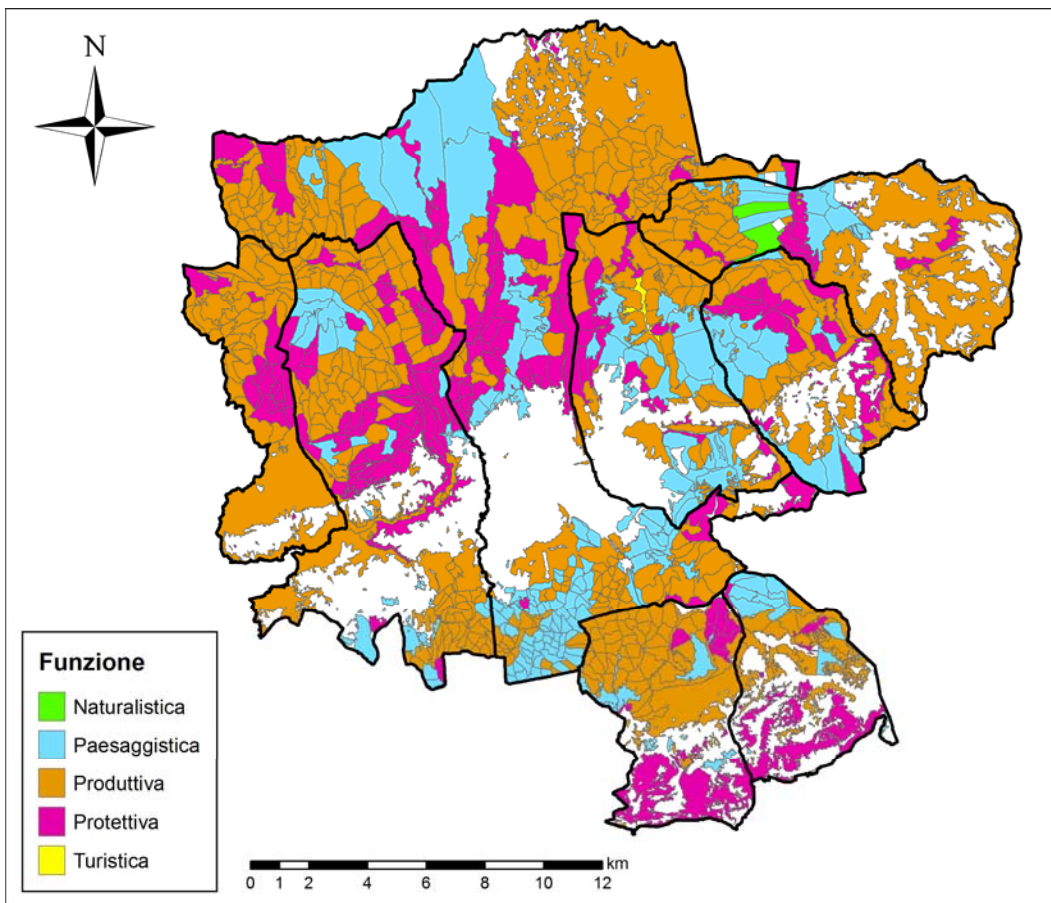 N
Funzione
Naturalistica
Paesaggistica
Produttiva
Protettiva
Turistica
km
0 1 2 4 6 8 10 12